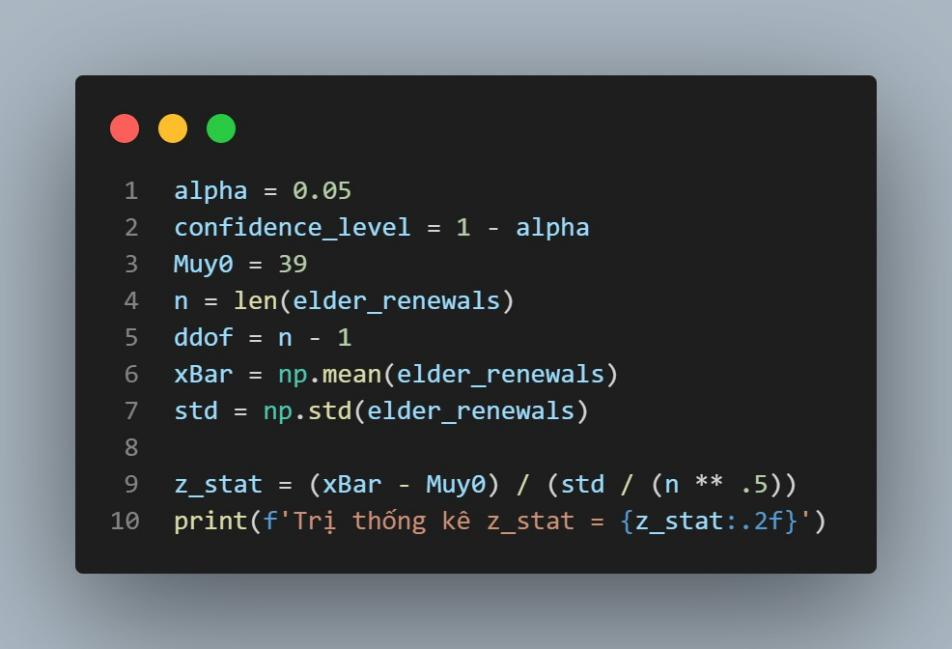 1 alpha = 0.05
2 confidence_level = 1 - alpha
3 Muy0 = 39
4 n = len(elder_renewals)
5 ddof = n - 1
6 xBar = np.mean(elder_renewals)
7 std = np.std(elder_renewals)
8
9 z_stat = (xBar - Muy0) / (std / (n ** .5))
10 print(f'Trị thống kê z_stat = {z_stat:.2f}')